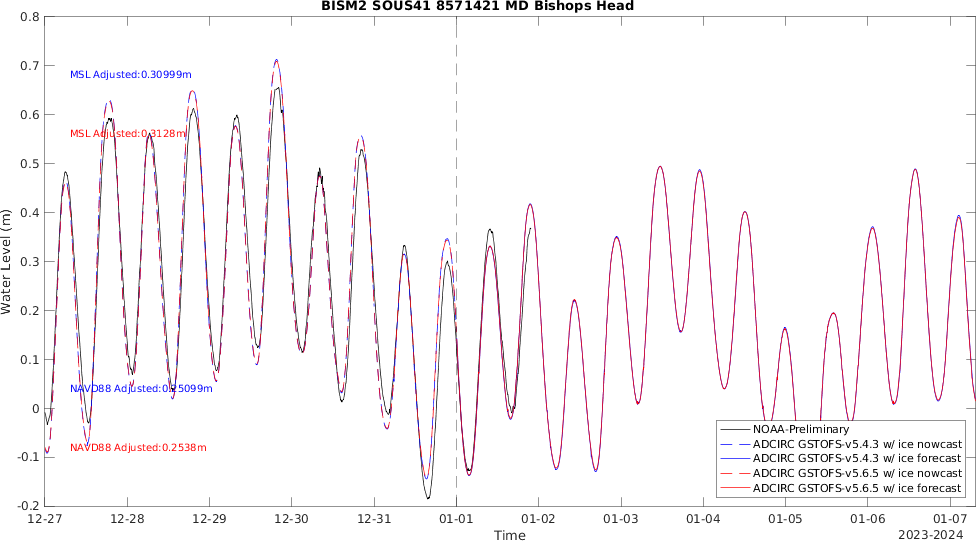 BISM2 SOUS41 8571421 MD Bishops Head
Water Level (m)
0.8
0.7
0.6
0.5
0.4
0.3
0.2
0.1
0
-0.1
-0.2
MSL Adjusted:0.30999m
MSL Adjusted:0.3128m
NAVD88 Adjusted:0.25099m
NAVD88 Adjusted:0.2538m
NOAA-Preliminary
ADCIRC GSTOFS-v5.4.3 w/ ice nowcast
ADCIRC GSTOFS-v5.4.3 w/ ice forecast
ADCIRC GSTOFS-v5.6.5 w/ ice nowcast
ADCIRC GSTOFS-v5.6.5 w/ ice forecast
12-27 12-28 12-29 12-30 12-31 01-01 01-02 01-03 01-04 01-05 01-06 01-07
Time
2023-2024